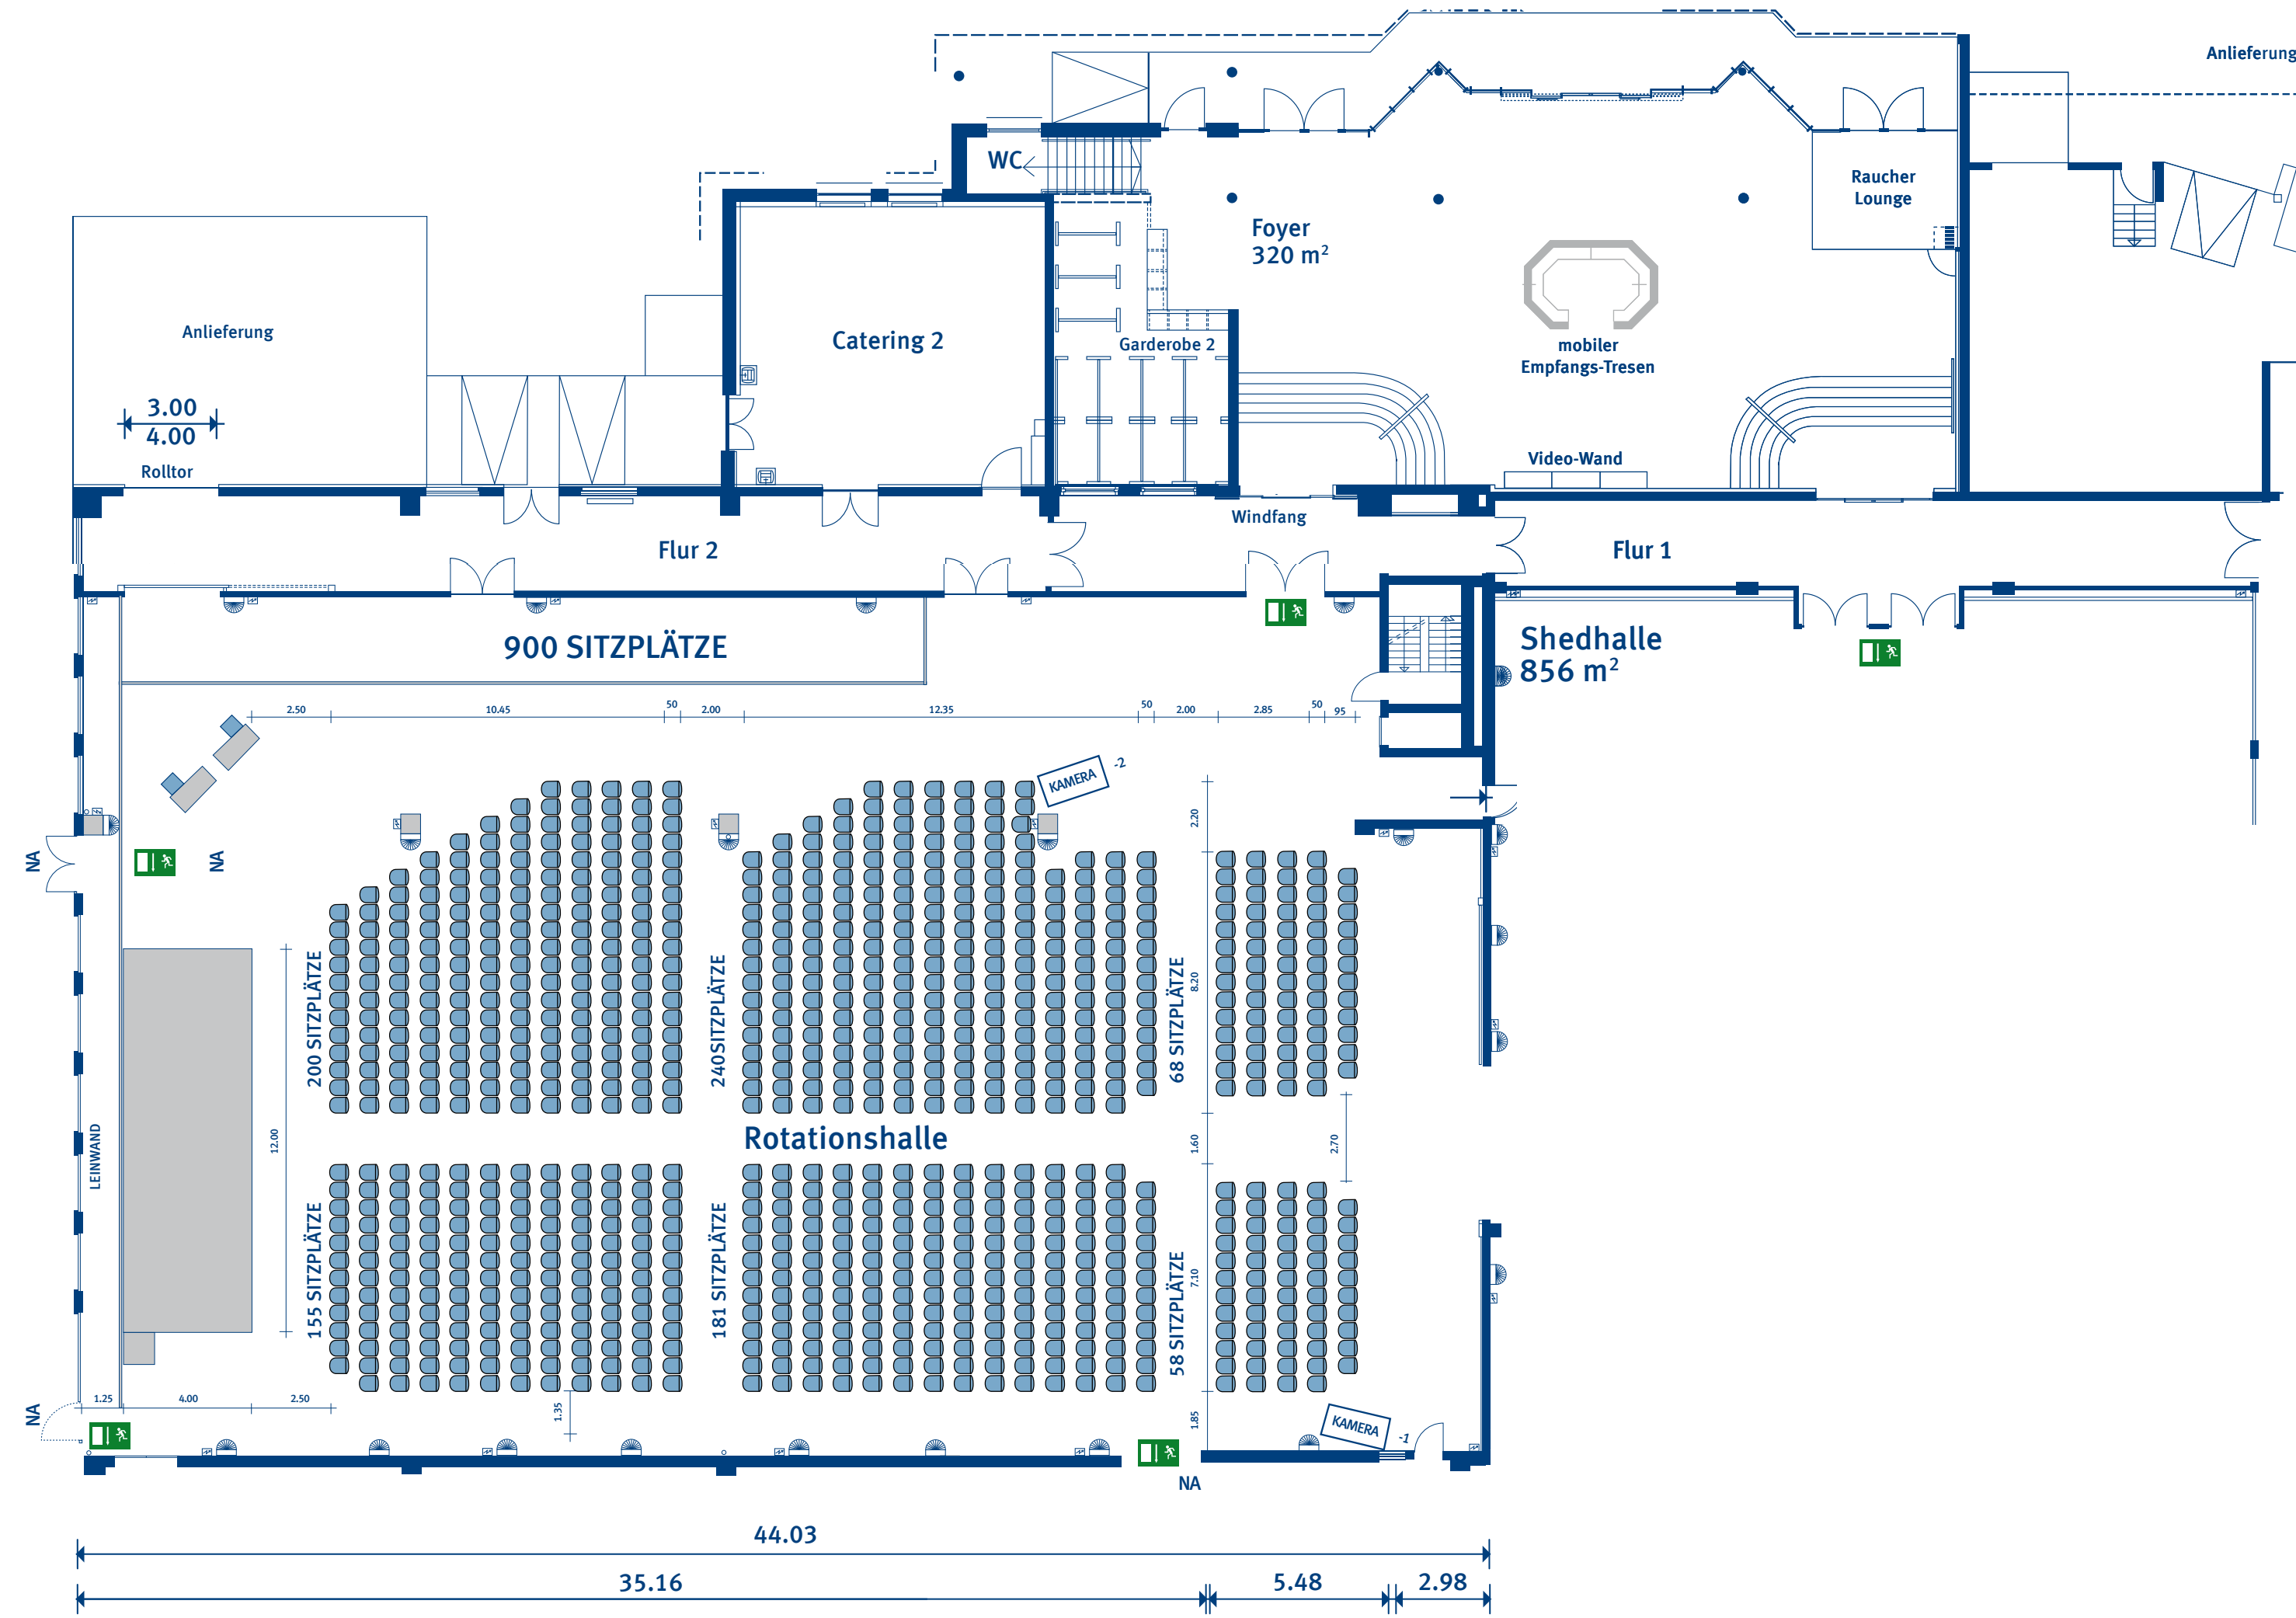 Anlieferung
WC
Raucher
Lounge
Foyer
320 m²
Anlieferung
Catering 2
Garderobe 2
mobiler
Empfangs-Tresen
3.00
4.00
Rolltor
Video-Wand
Windfang
Flur 2
Flur 1
900 SITZPLÄTZE
Shedhalle
856 m²
2.50
10.45
50
2.00
12.35
50
2.00
2.85
50
95
KAMERA
-2
2.20
NA
NA
200 SITZPLÄTZE
240SITZPLÄTZE
68 SITZPLÄTZE
8.20
LEINWAND
12.00
Rotationshalle
1.60
2.70
155 SITZPLÄTZE
181 SITZPLÄTZE
58 SITZPLÄTZE
7.10
1.25
4.00
2.50
1.35
1.85
NA
KAMERA
-1
NA
44.03
35.16
5.48
2.98